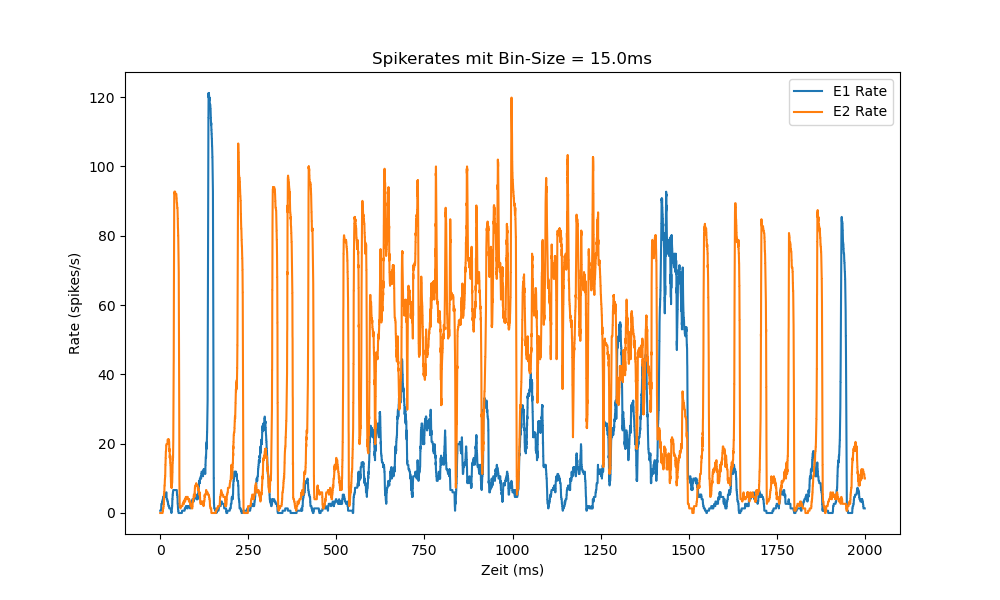 Spikerates mit Bin-Size = 15.0ms
E1 Rate
E2 Rate
Rate (spikes/s)
120
100
80
60
40
20
0
0 250 500 750 1000 1250 1500 1750 2000
Zeit (ms)